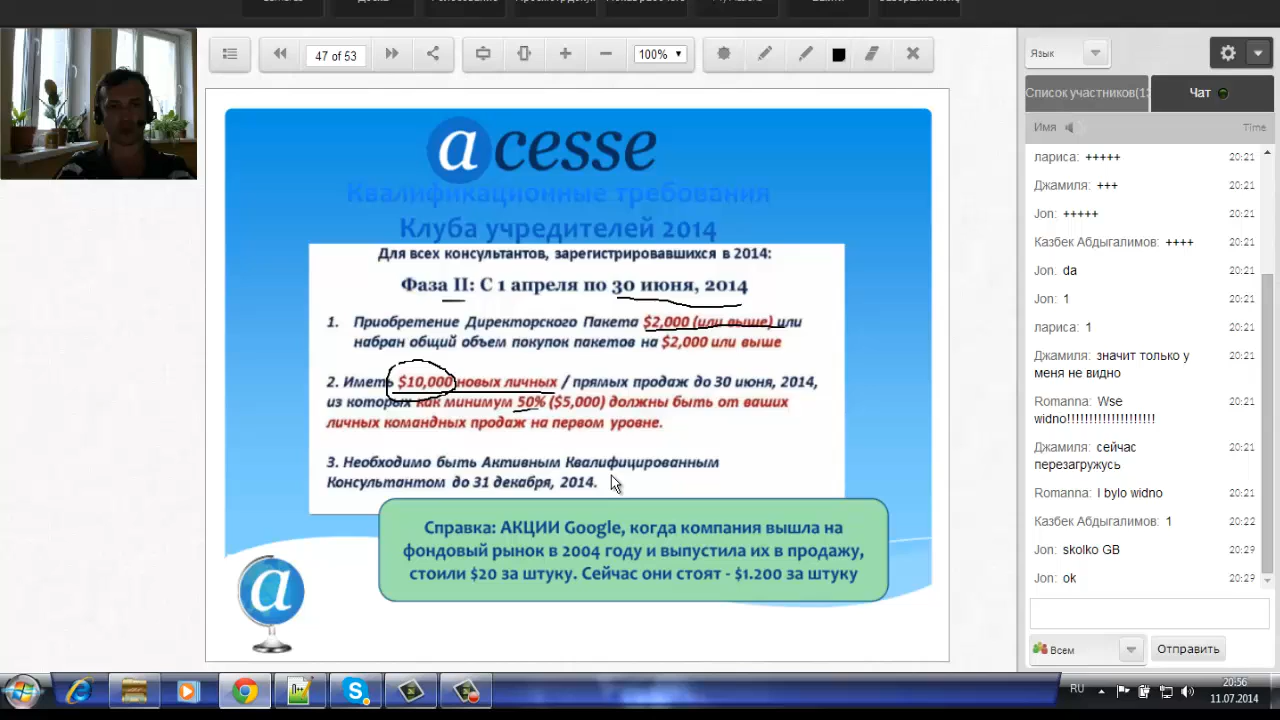 47 of 53
100%
acesse
Квалификационные требования
Клуба учредителей 2014
Для всех консультантов, зарегистрировавшихся в 2014:
Фаза II: С 1 апреля по 30 июня, 2014
1. Приобретение Директорского Пакета $2,000 (или выше) или
набран общий объем покупок пакетов на $2,000 или выше
2. Иметь $10,000 новых личных / прямых продаж до 30 июня, 2014,
из которых как минимум 50% ($5,000) должны быть от ваших
личных командных продаж на первом уровне.
3. Необходимо быть Активным Квалифицированным
Консультантом до 31 декабря, 2014.
Справка: АКЦИИ Google, когда компания вышла на
фондовый рынок в 2004 году и выпустила их в продажу,
стоили $20 за штуку. Сейчас они стоят - $1.200 за штуку
a
Язык
Список участников(1
Чат
Имя Time
лариса: +++++ 20:21
Джамиля: +++ 20:21
Jon: +++++ 20:21
Казбек Абдыгалимов: ++++ 20:21
Jon: da 20:21
Jon: 1 20:21
лариса: 1 20:21
Джамиля: значит только у 20:21
меня не видно
Romanna: Wse 20:21
widno!!!!!!!!!!!!!!!!!!!!
Джамиля: сейчас 20:21
перезагружусь
Romanna: I bylo widno 20:21
Казбек Абдыгалимов: 1 20:22
Jon: skolko GB 20:29
Jon: ok 20:29
Всем
Отправить
RU
20:56
11.07.2014